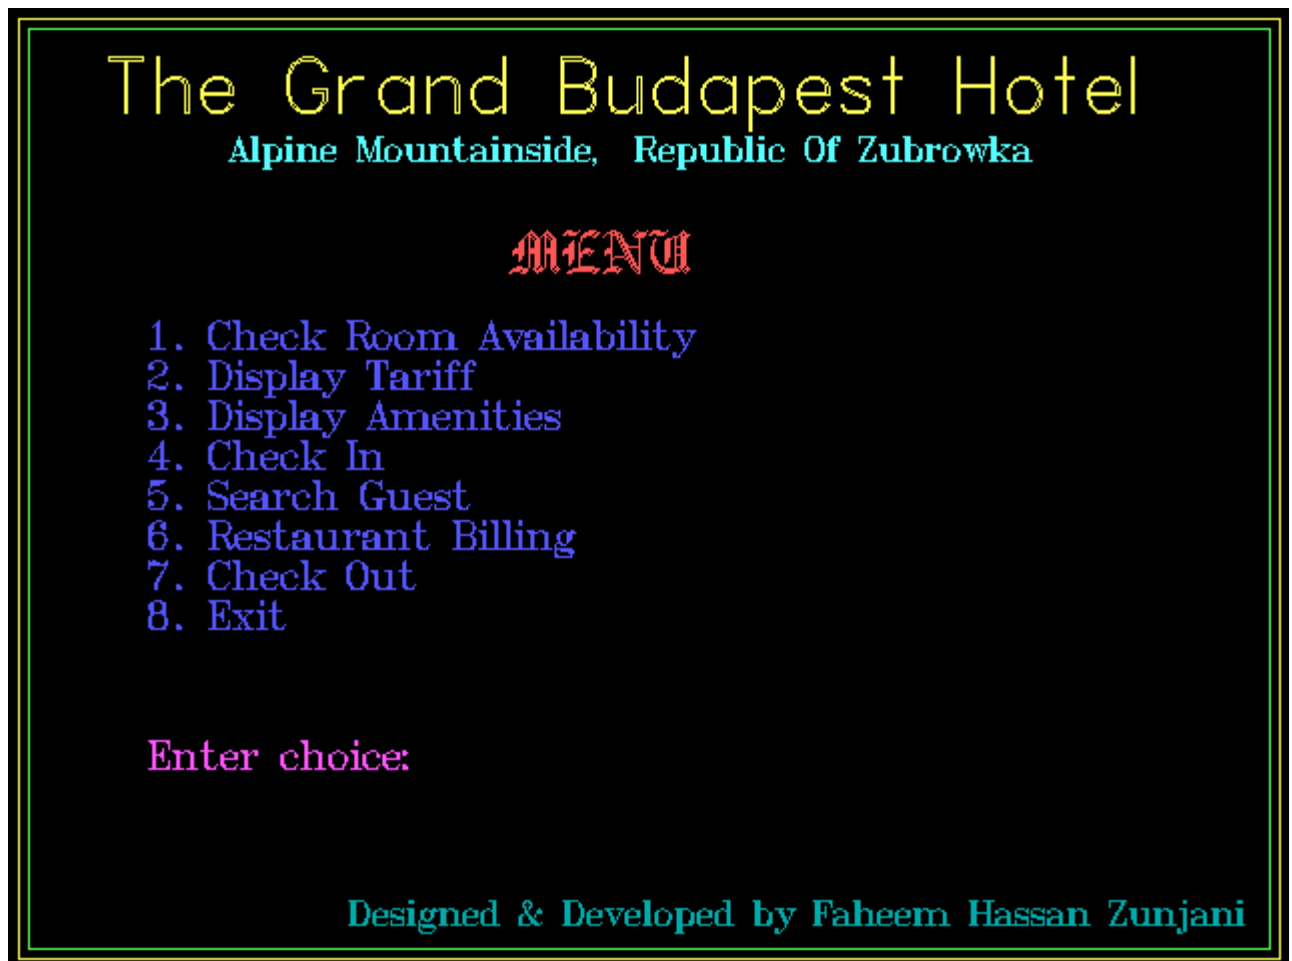 The Grand Budapest Hotel
Alpine Mountainside, Republic Of Zubrowka
MENU
1. Check Room Availability
2. Display Tariff
3. Display Amenities
4. Check In
5. Search Guest
6. Restaurant Billing
7. Check Out
8. Exit
Enter choice:
Designed & Developed by Faheem Hassan Zunjani